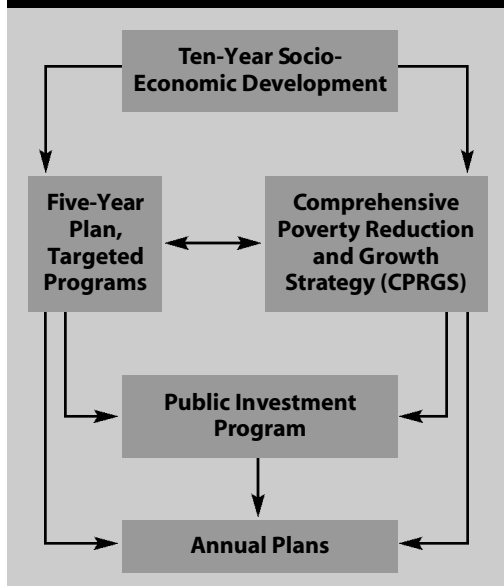 Ten-Year Socio-
Economic Development
Five-Year
Plan,
Targeted
Programs
Comprehensive
Poverty Reduction
and Growth
Strategy (CPRGS)
Public Investment
Program
Annual Plans